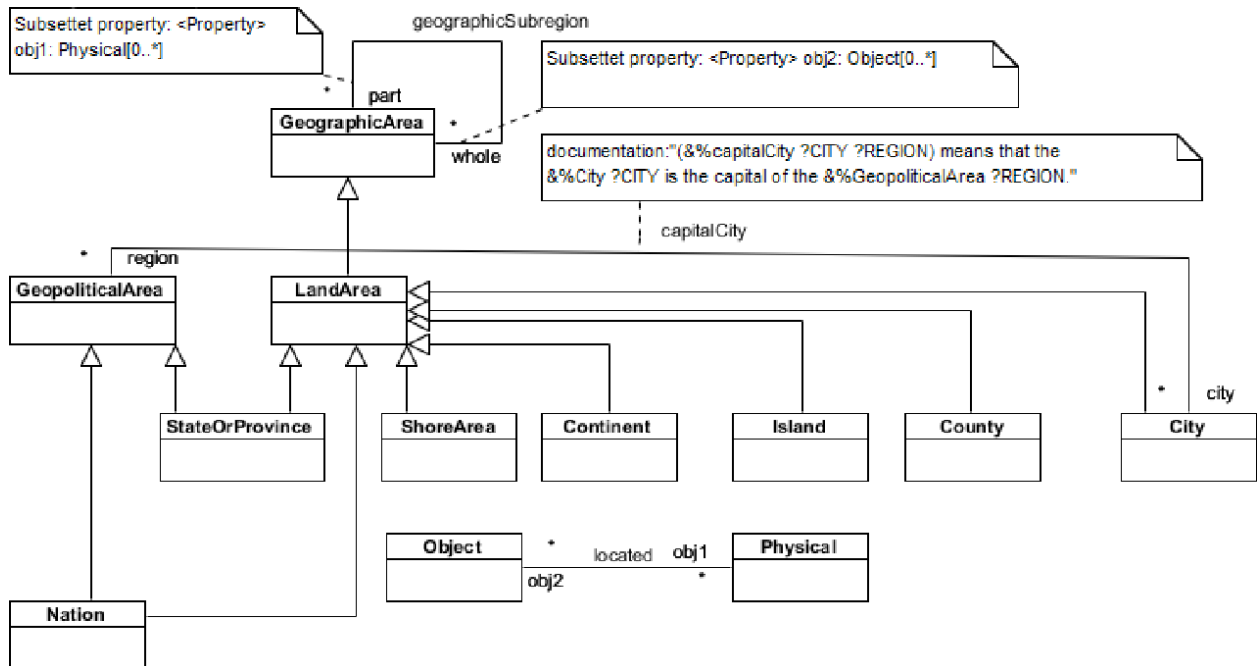 Subsettet property: <Property>
obj1: Physical[0..*]
geographicSubregion
Subsettet property: <Property> obj2: Object[0..*]
*
part
GeographicArea
*
whole
documentation:"(&%capitalCity ?CITY ?REGION) means that the
&%City ?CITY is the capital of the &%GeopoliticalArea ?REGION."
capitalCity
*
region
GeopoliticalArea
LandArea
*
city
StateOrProvince
ShoreArea
Continent
Island
County
City
Object
*
located
obj1
Physical
obj2
*
Nation